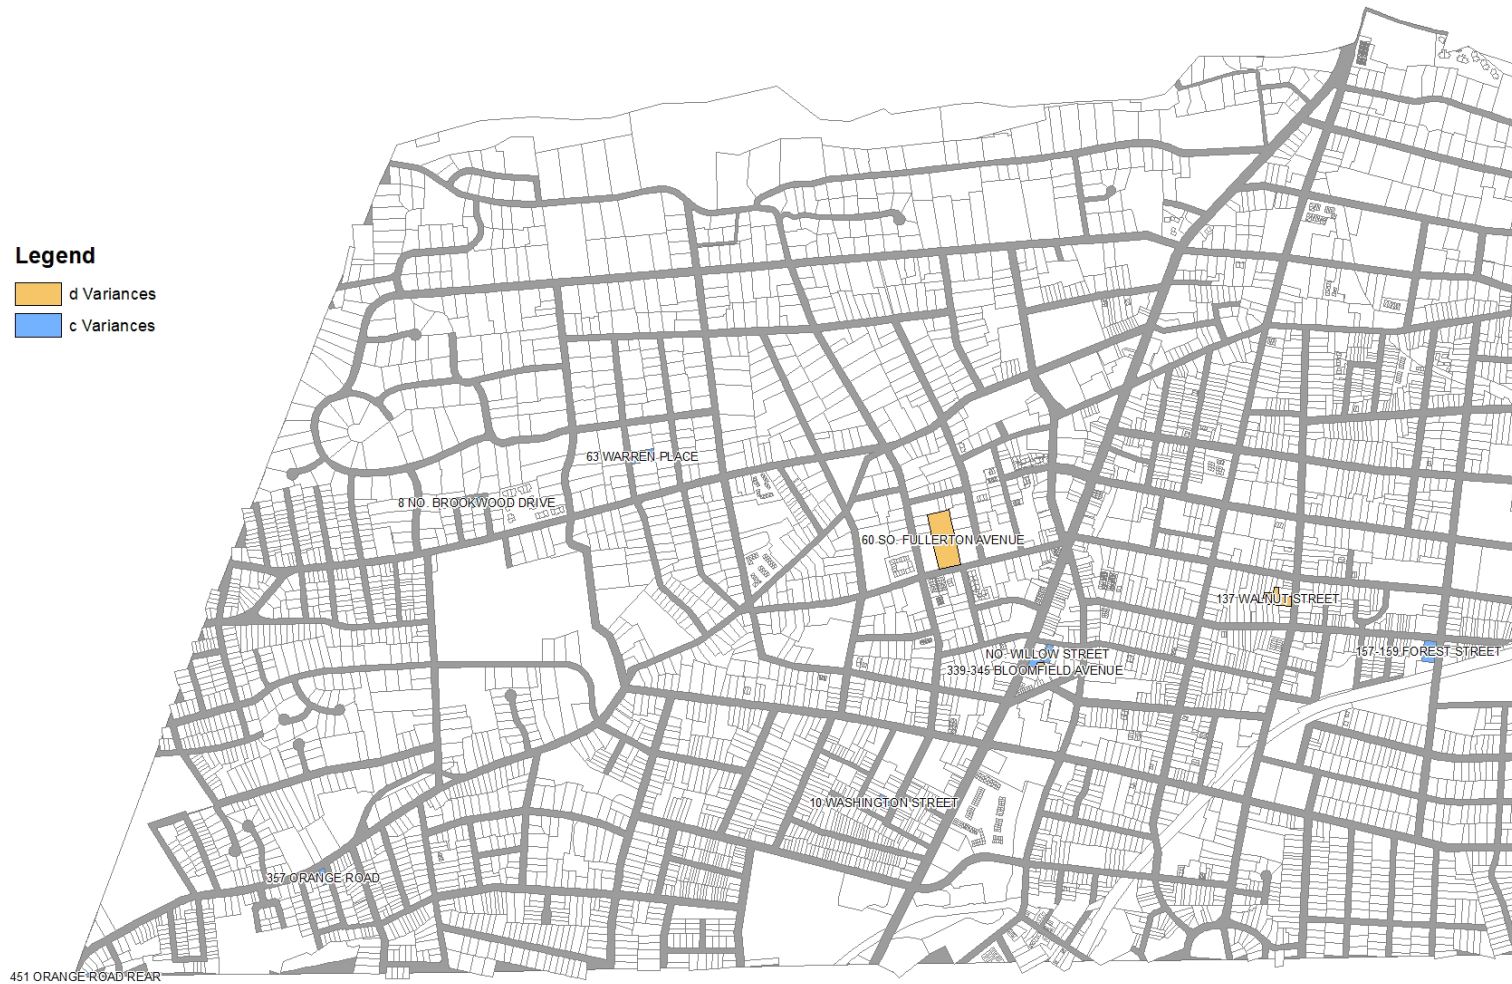 Legend
d Variances
c Variances
63 WARREN PLACE
8 NO. BROOKWOOD DRIVE
60 SO. FULLERTON AVENUE
137 WALNUT STREET
NO. WILLOW STREET
157-159 FOREST STREET
339-345 BLOOMFIELD AVENUE
10 WASHINGTON STREET
357 ORANGE ROAD
451 ORANGE ROAD REAR